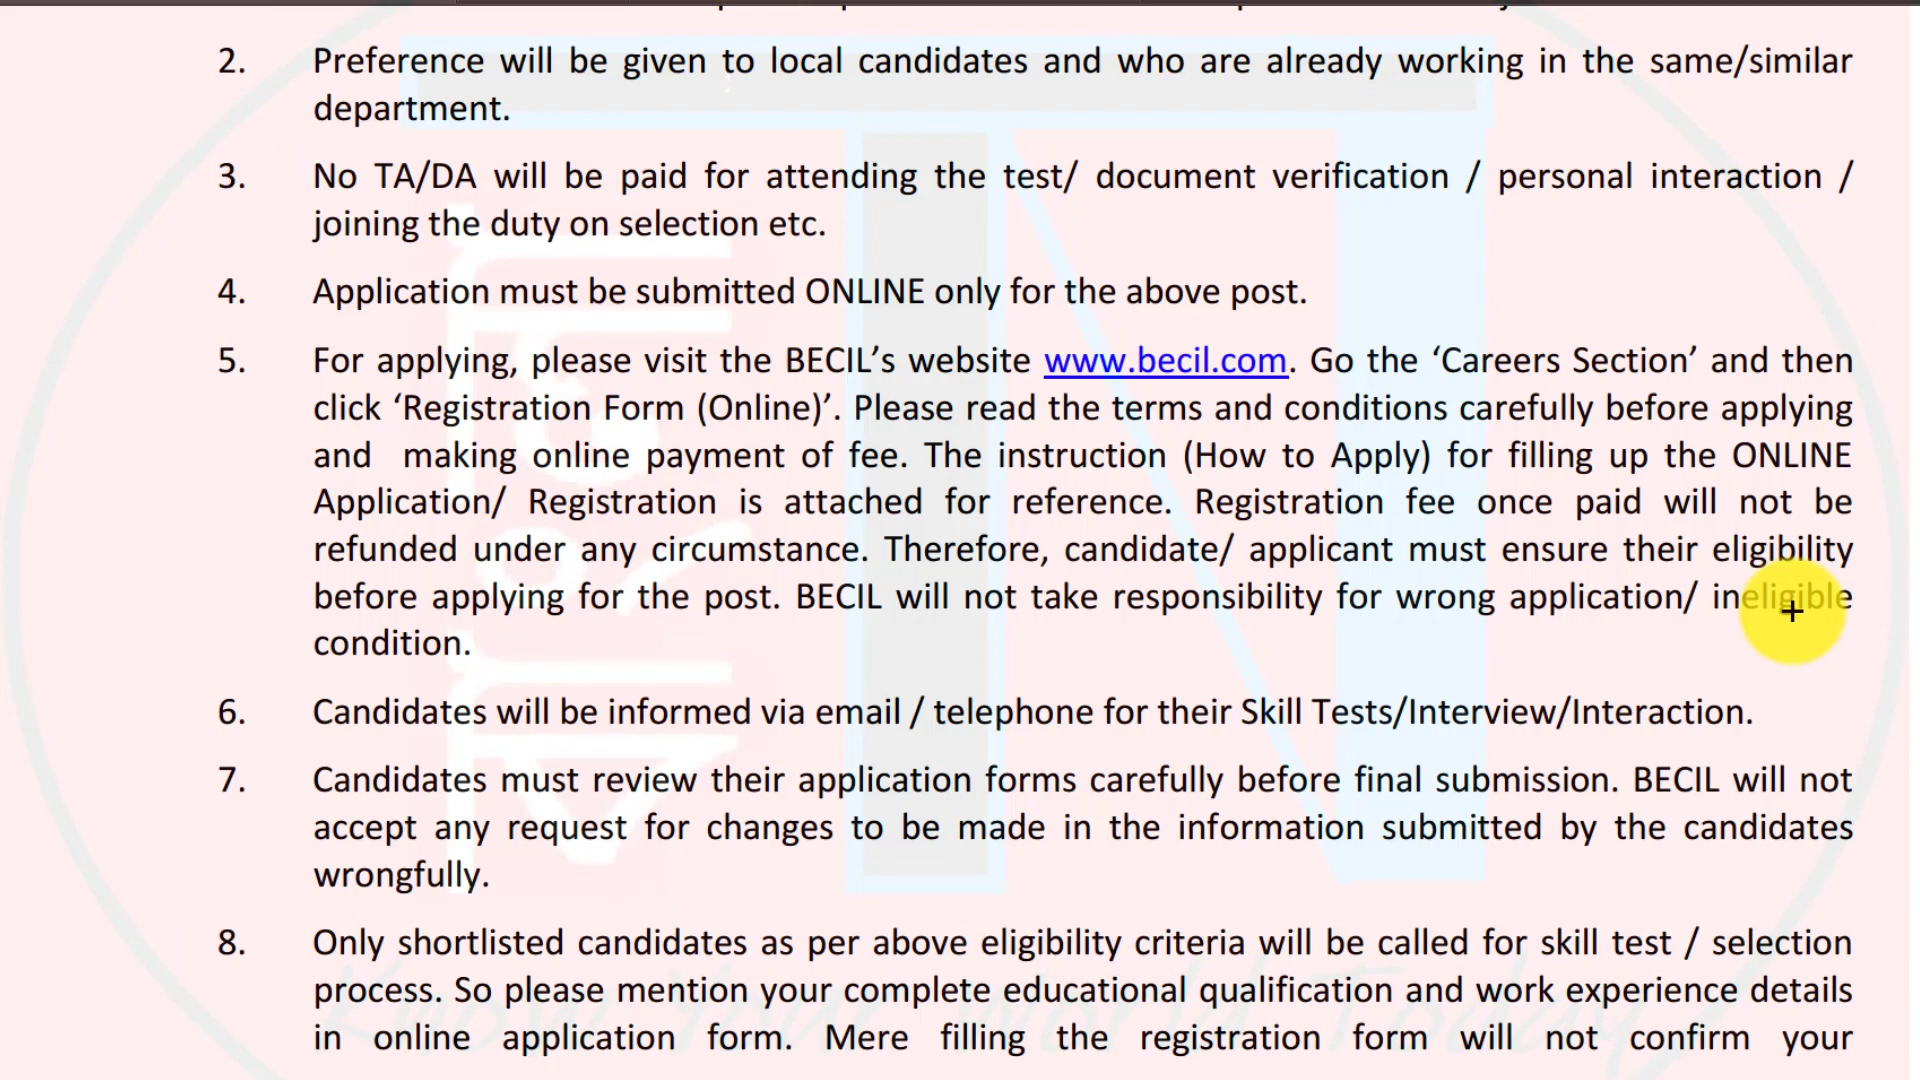 2. Preference will be given to local candidates and who are already working in the same/similar
department.
3. No TA/DA will be paid for attending the test/ document verification / personal interaction /
joining the duty on selection etc.
4. Application must be submitted ONLINE only for the above post.
5. For applying, please visit the BECIL’s website www.becil.com. Go the ‘Careers Section’ and then
click ‘Registration Form (Online)’. Please read the terms and conditions carefully before applying
and making online payment of fee. The instruction (How to Apply) for filling up the ONLINE
Application/ Registration is attached for reference. Registration fee once paid will not be
refunded under any circumstance. Therefore, candidate/ applicant must ensure their eligibility
before applying for the post. BECIL will not take responsibility for wrong application/ ineligible
condition.
6. Candidates will be informed via email / telephone for their Skill Tests/Interview/Interaction.
7. Candidates must review their application forms carefully before final submission. BECIL will not
accept any request for changes to be made in the information submitted by the candidates
wrongfully.
8. Only shortlisted candidates as per above eligibility criteria will be called for skill test / selection
process. So please mention your complete educational qualification and work experience details
in online application form. Mere filling the registration form will not confirm your
Know Your World Today